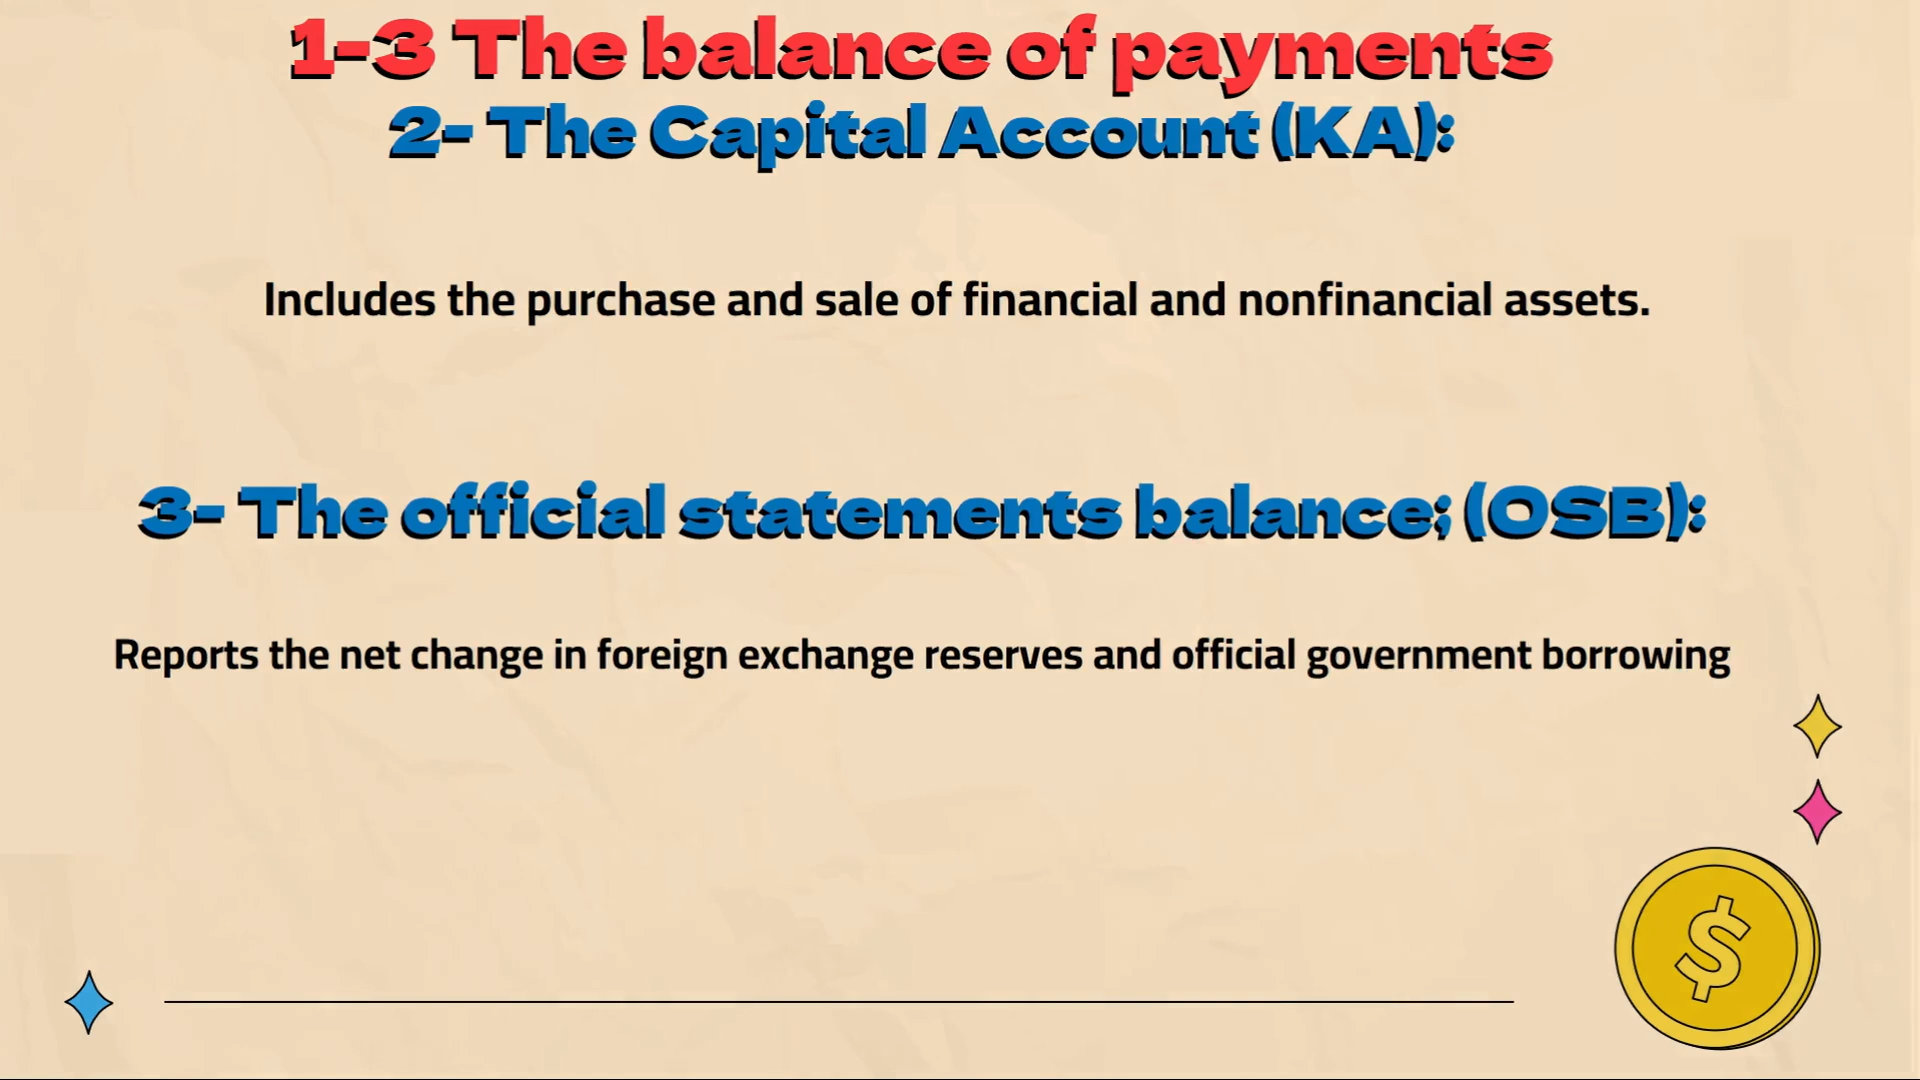 1-3 The balance of payments
2- The Capital Account (KA):
Includes the purchase and sale of financial and nonfinancial assets.
3- The official statements balance; (OSB):
Reports the net change in foreign exchange reserves and official government borrowing
$